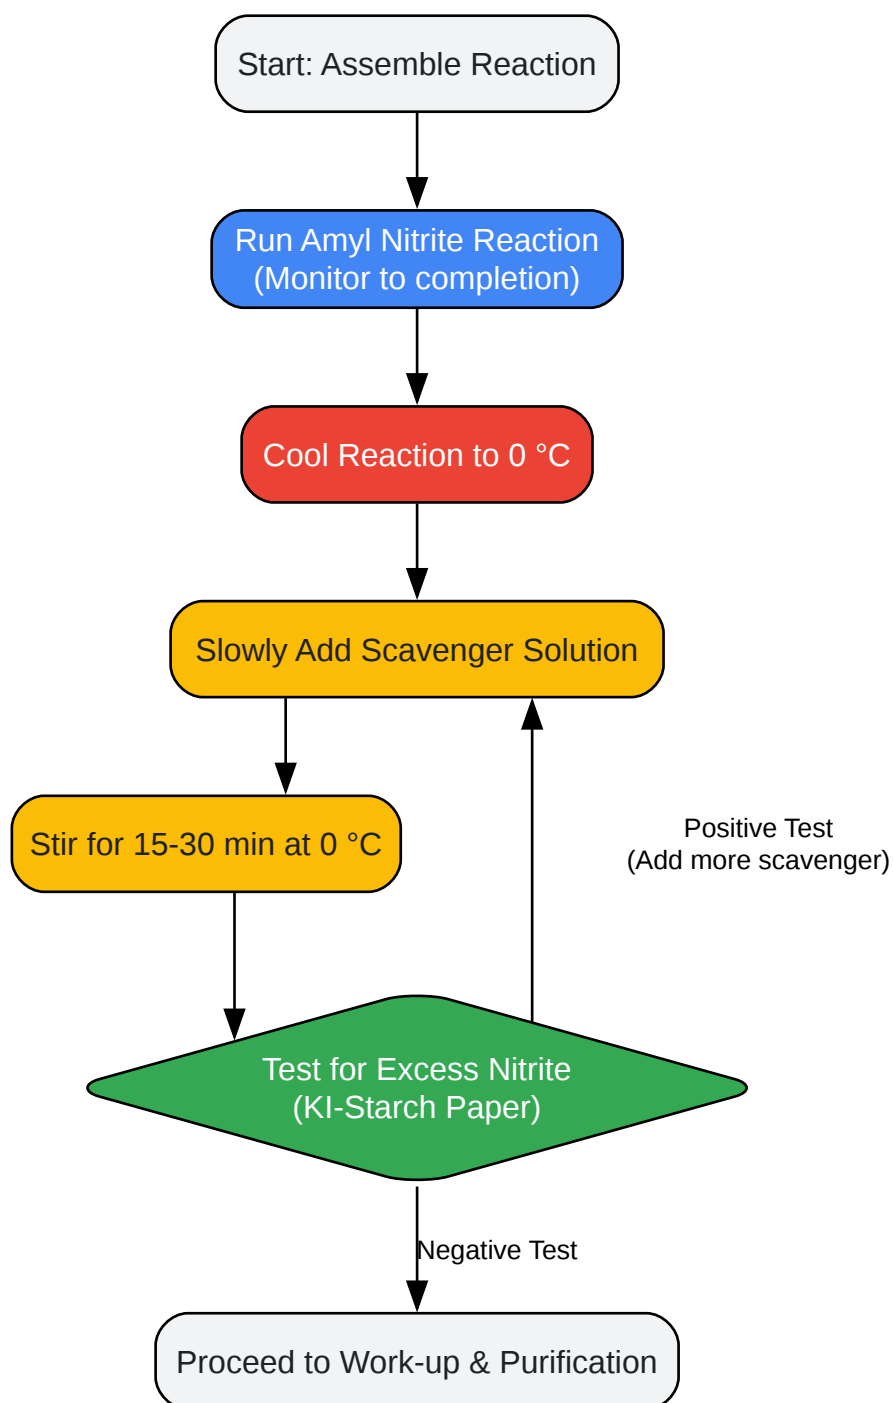 Start: Assemble Reaction
Run Amyl Nitrite Reaction
(Monitor to completion)
Cool Reaction to 0 °C
Slowly Add Scavenger Solution
Stir for 15-30 min at 0 °C
Positive Test
(Add more scavenger)
Test for Excess Nitrite
(KI-Starch Paper)
Negative Test
Proceed to Work-up & Purification